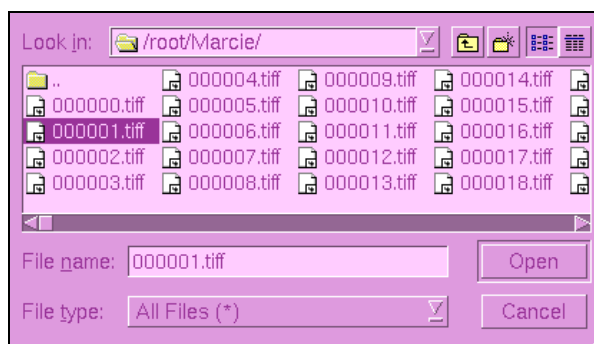 Look in: /root/Marcie/
.. 000004.tiff 000009.tiff 000014.tiff
000000.tiff 000005.tiff 000010.tiff 000015.tiff
000001.tiff 000006.tiff 000011.tiff 000016.tiff
000002.tiff 000007.tiff 000012.tiff 000017.tiff
000003.tiff 000008.tiff 000013.tiff 000018.tiff
File name: 000001.tiff Open
File type: All Files (*) Cancel